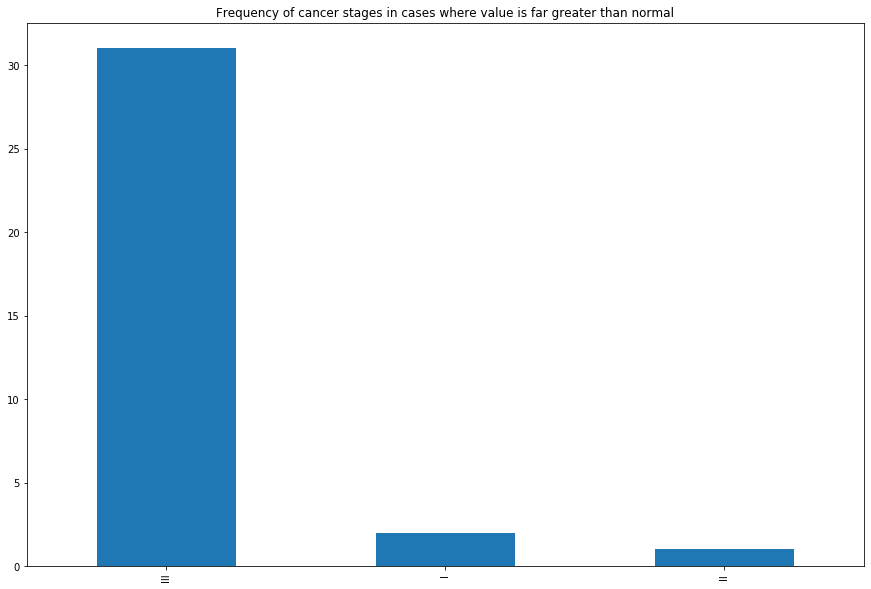 Frequency of cancer stages in cases where value is far greater than normal
30
25
20
15
10
5
0
III
I
II